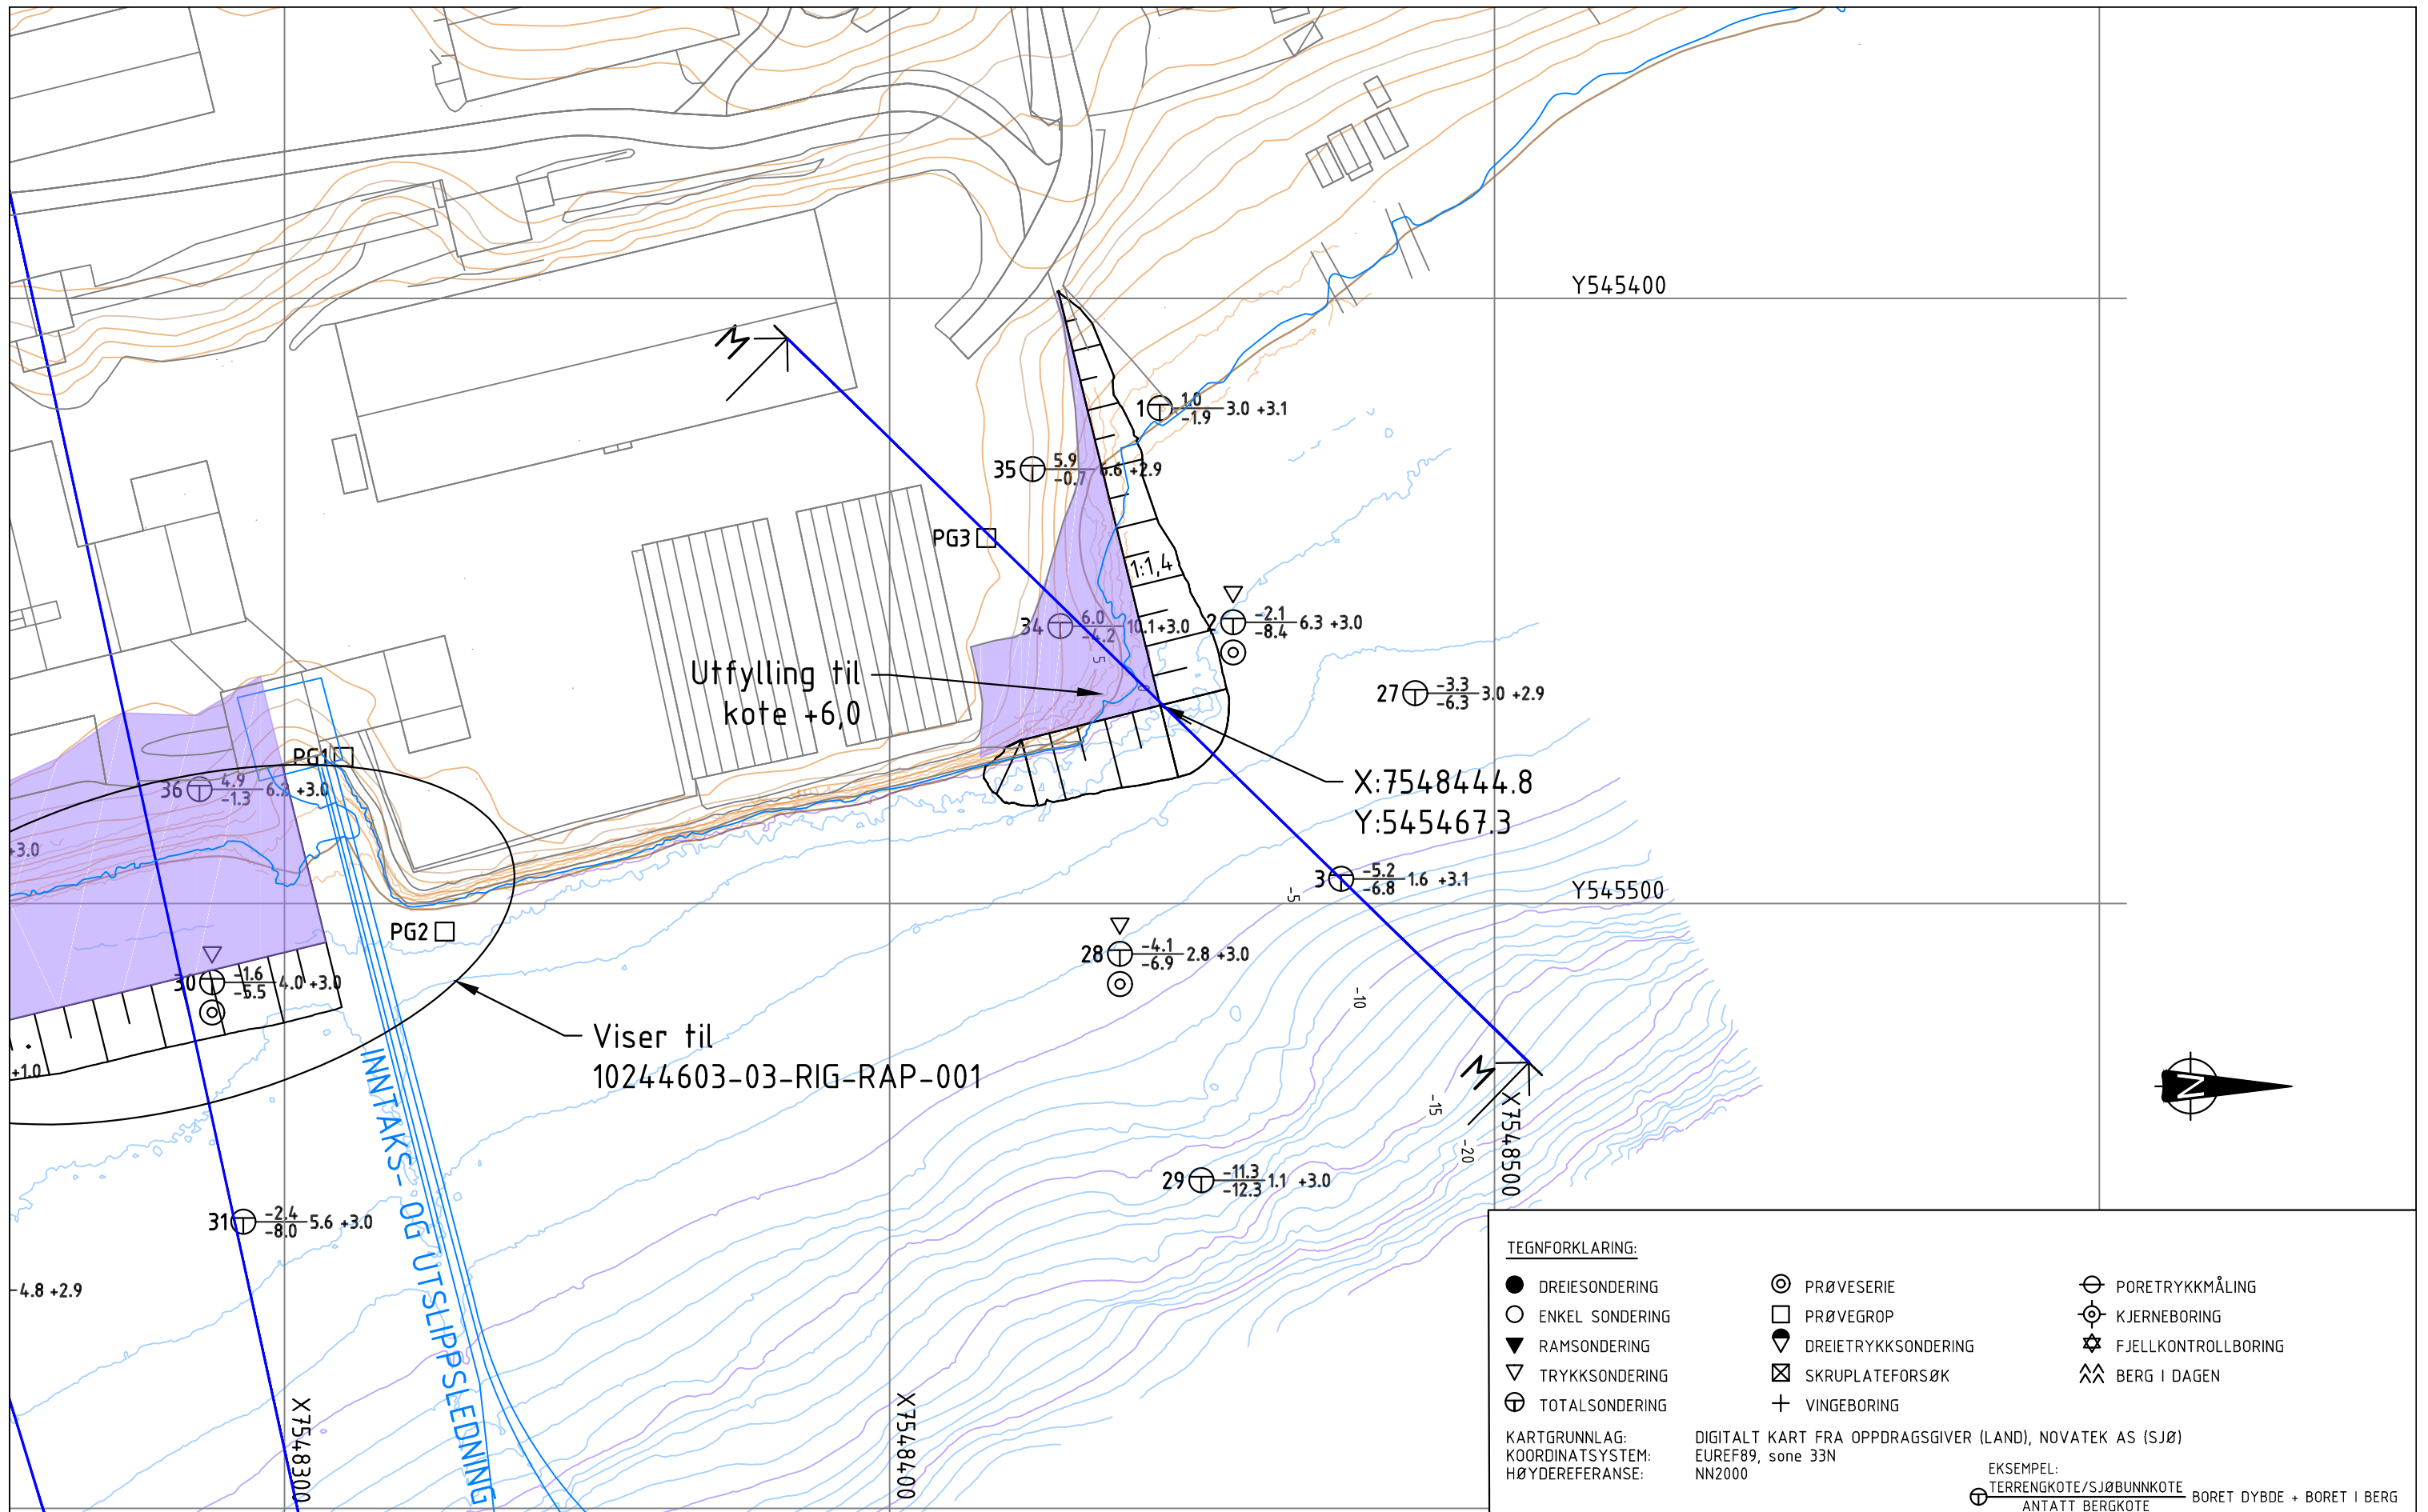 Y545400
M
1 1.0 -1.9 3.0 +3.1
35 5.9 -0.7 6.6 +2.9
PG3
1:1,4
34 6.0 -4.2 10.1+3.0
2 -2.1 -8.4 6.3 +3.0
5
0
Utfylling til
kote +6,0
27 -3.3 -6.3 3.0 +2.9
PG1
36 4.9 -1.3 6.2 +3.0
X:7548444.8
Y:545467.3
+3.0
3 -5.2 -6.8 1.6 +3.1
-5
Y545500
PG2
28 -4.1 -6.9 2.8 +3.0
30 -1.6 -5.5 4.0 +3.0
-10
Viser til
10244603-03-RIG-RAP-001
+1.0
M
-15
-20
X7548500
N
29 -11.3 -12.3 1.1 +3.0
31 -2.4 -8.0 5.6 +3.0
4.8 +2.9
INNTAKS- OG UTSLIPPSLEDNING
X7548300
X7548400
TEGNFORKLARING:
DREIESONDERING
ENKEL SONDERING
RAMSONDERING
TRYKKSONDERING
TOTALSONDERING
PRØVESERIE
PRØVEGROP
DREIETRYKKSONDERING
SKRUPLATEFORSØK
VINGEBORING
PORETRYKKMÅLING
KJERNEBORING
FJELLKONTROLLBORING
BERG I DAGEN
KARTGRUNNLAG: DIGITALT KART FRA OPPDRAGSGIVER (LAND), NOVATEK AS (SJØ)
KOORDINATSYSTEM: EUREF89, sone 33N
HØYDEREFERANSE: NN2000
EKSEMPEL:
TERRENGKOTE/SJØBUNNKOTE
ANTATT BERGKOTE
BORET DYBDE + BORET I BERG